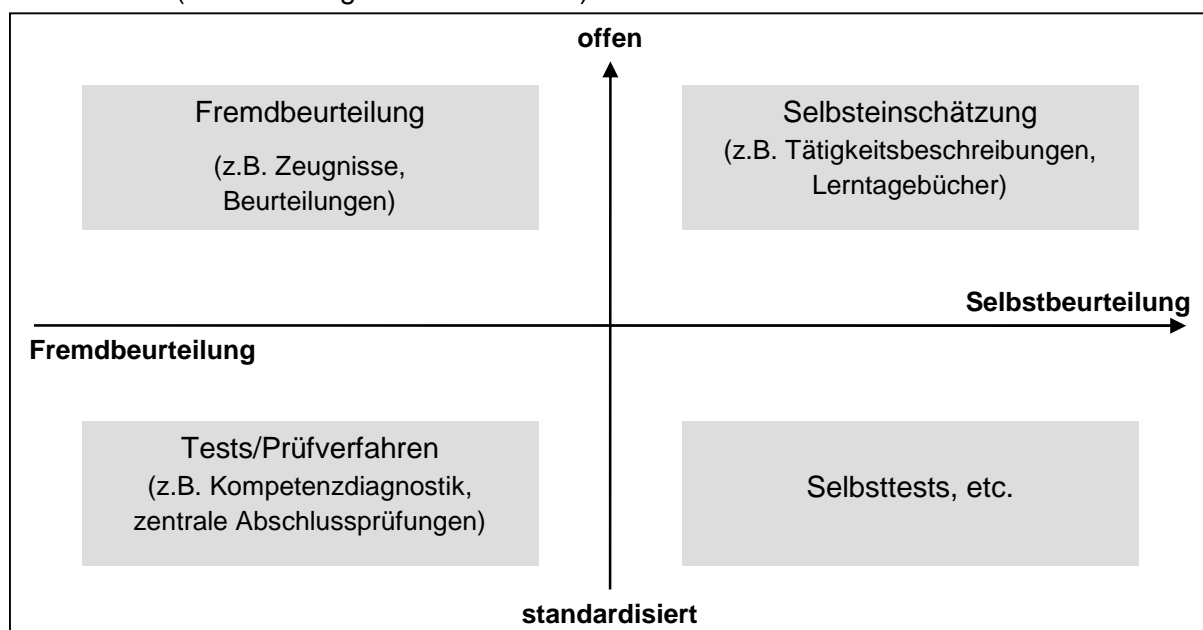 offen
Fremdbeurteilung
(z.B. Zeugnisse,
Beurteilungen)
Selbsteinschätzung
(z.B. Tätigkeitsbeschreibungen,
Lerntagebücher)
Selbstbeurteilung
Fremdbeurteilung
Tests/Prüfverfahren
(z.B. Kompetenzdiagnostik,
zentrale Abschlussprüfungen)
Selbsttests, etc.
standardisiert